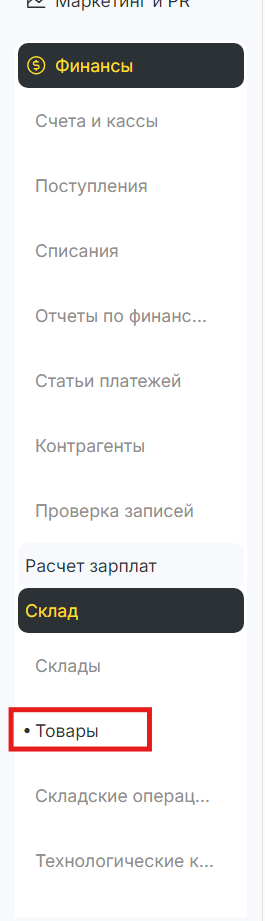 Маркетинг и PR
Финансы
Счета и кассы
Поступления
Списания
Отчеты по финанс...
Статьи платежей
Контрагенты
Проверка записей
Расчет зарплат
Склад
Склады
• Товары
Складские операц...
Технологические к...